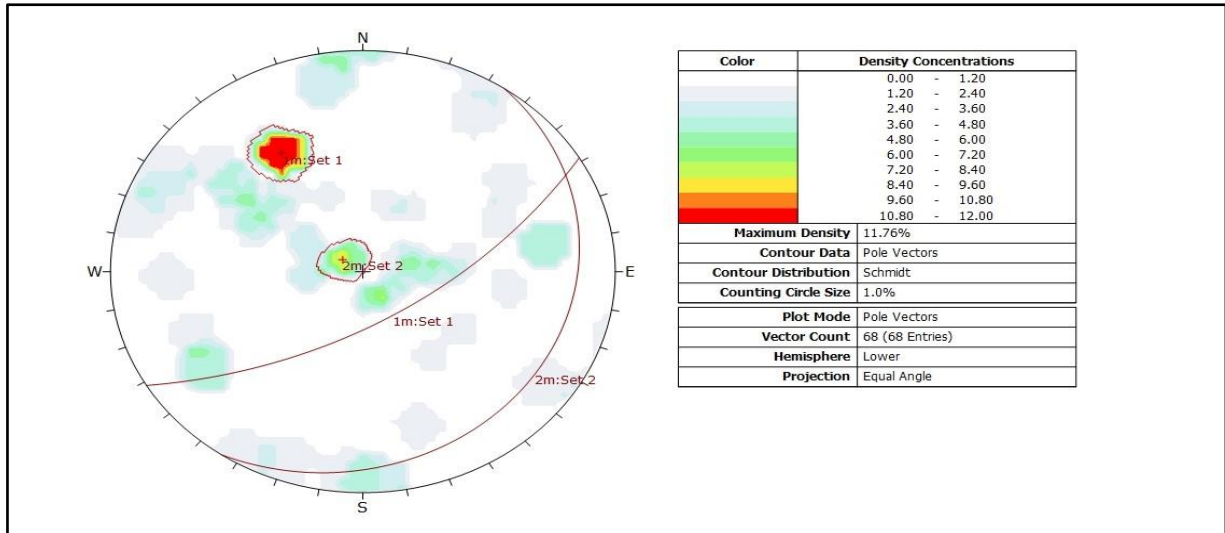 N
W
E
S
1m:Set 1
2m:Set 2
1m:Set 1
2m:Set 2
Color Density Concentrations
0.00 - 1.20
1.20 - 2.40
2.40 - 3.60
3.60 - 4.80
4.80 - 6.00
6.00 - 7.20
7.20 - 8.40
8.40 - 9.60
9.60 - 10.80
10.80 - 12.00
Maximum Density 11.76%
Contour Data Pole Vectors
Contour Distribution Schmidt
Counting Circle Size 1.0%
Plot Mode Pole Vectors
Vector Count 68 (68 Entries)
Hemisphere Lower
Projection Equal Angle